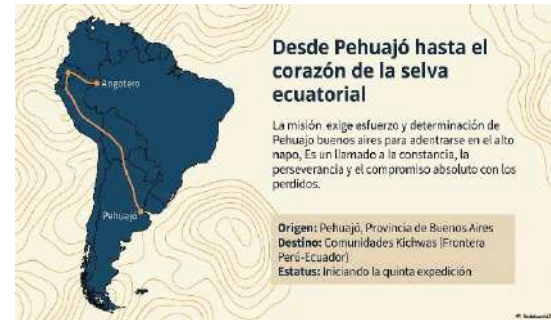 Desde Pehuajó hasta el
corazón de la selva
ecuatorial
La misión exige esfuerzo y determinación de
Pehuajo buenos aires para adentrarse en el alto
napo, Es un llamado a la constancia, la
perseverancia y el compromiso absoluto con los
perdidos.
Origen: Pehuajó, Provincia de Buenos Aires
Destino: Comunidades Kichwas (Frontera
Perú-Ecuador)
Estatus: Iniciando la quinta expedición
Angotero
Pehuajó